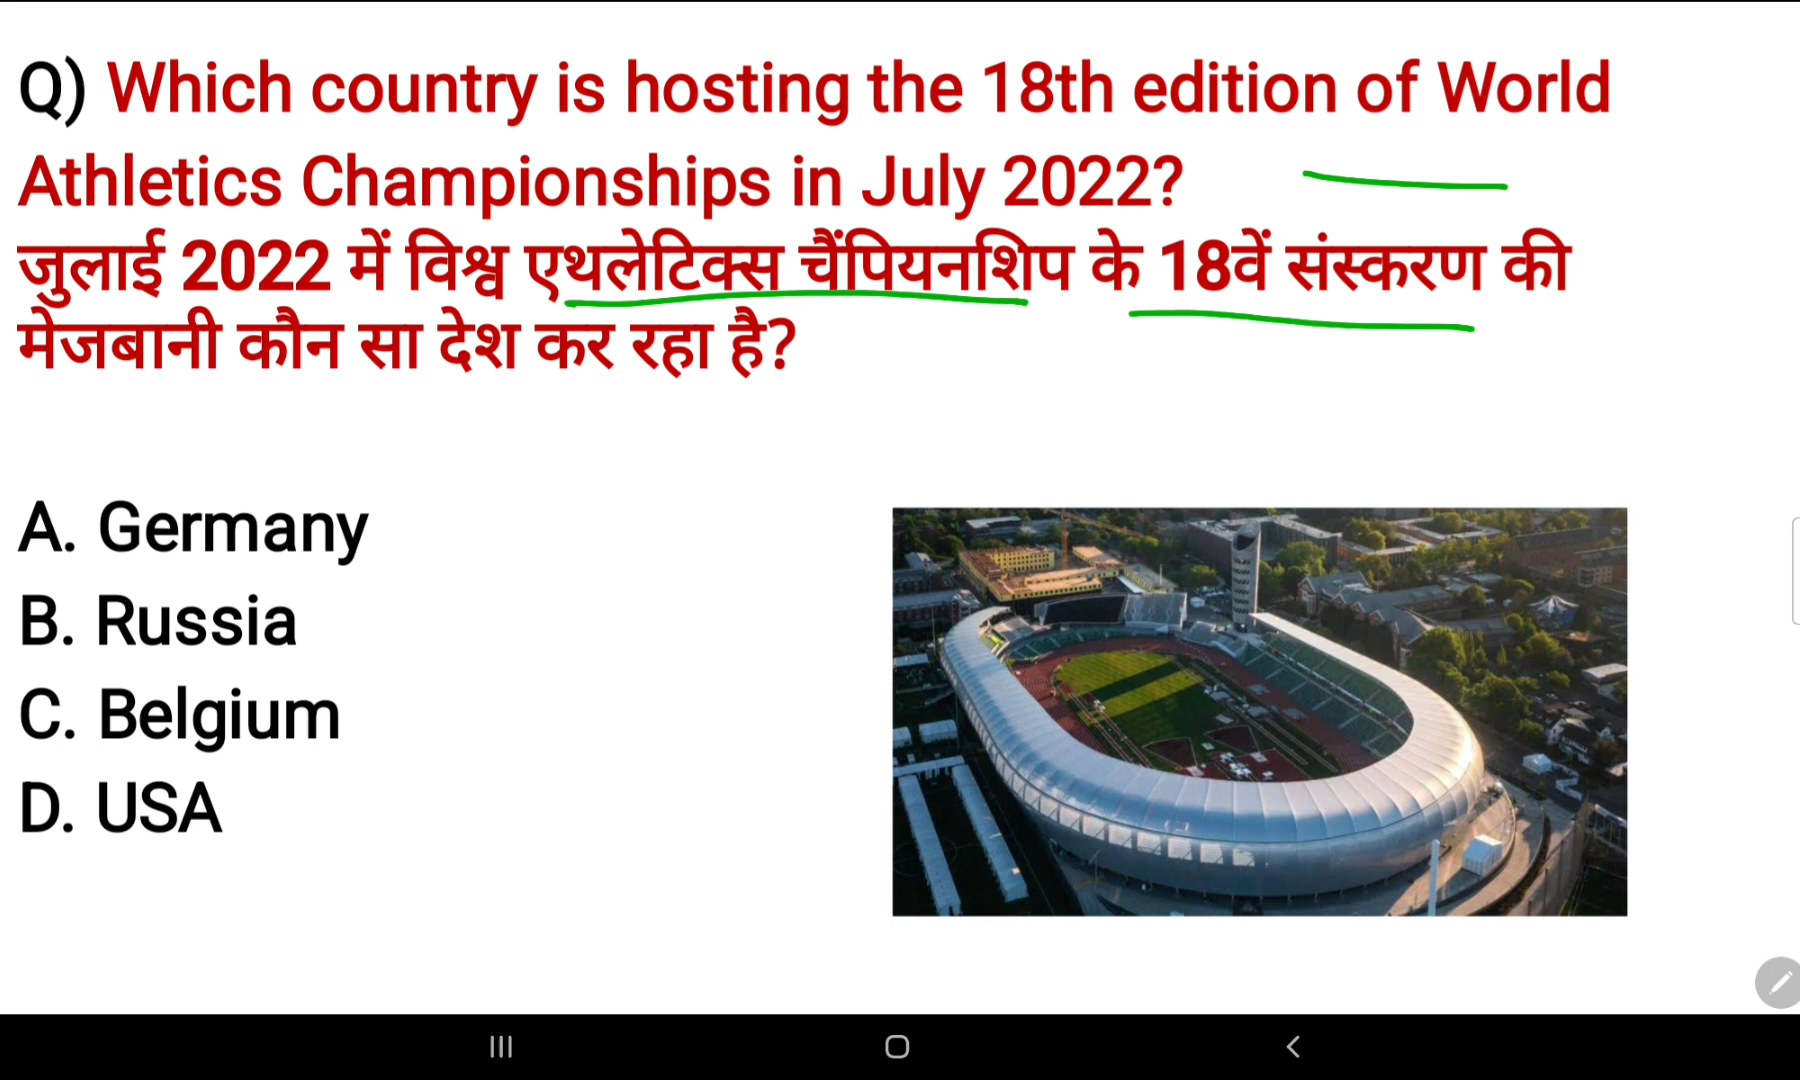 Q) Which country is hosting the 18th edition of World
Athletics Championships in July 2022?
जुलाई 2022 में विश्व एथलेटिक्स चैंपियनशिप के 18वें संस्करण की
मेजबानी कौन सा देश कर रहा है?
A. Germany
B. Russia
C. Belgium
D. USA